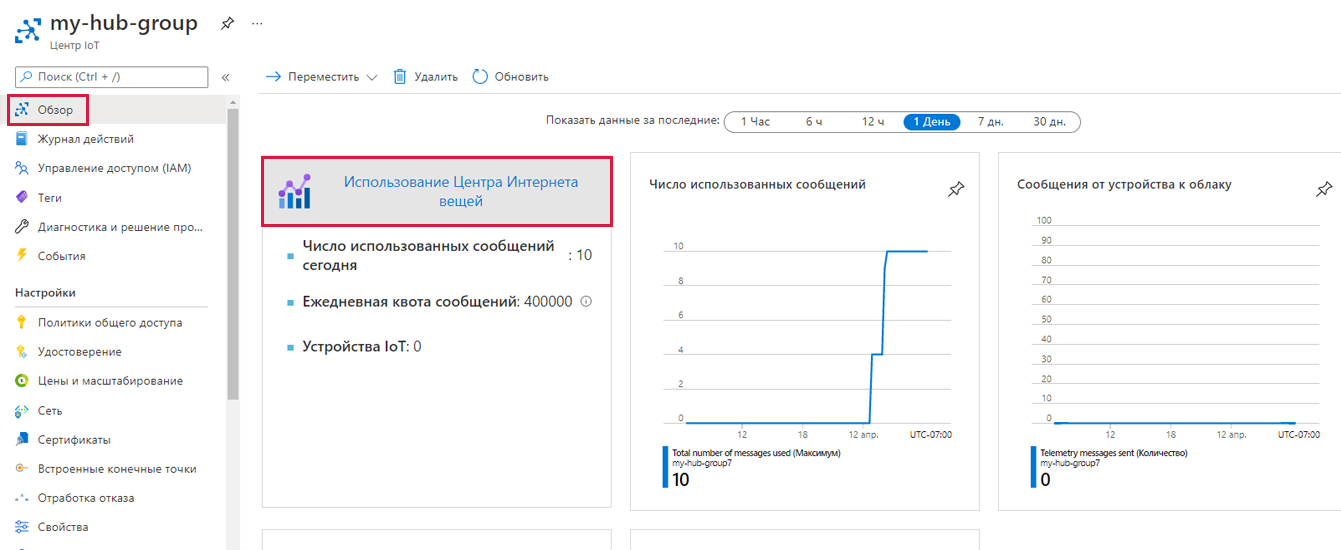 my-hub-group
...
Центр IoT
Поиск (Ctrl + /)
«
Обзор
Журнал действий
Управление доступом (IAM)
Теги
Диагностика и решение про...
События
Настройки
Политики общего доступа
Удостоверение
Цены и масштабирование
Сеть
Сертификаты
Встроенные конечные точки
Отработка отказа
Свойства
Переместить
Удалить
Обновить
Показать данные за последние:
1 Час
6 ч
12 ч
1 День
7 дн.
30 дн.
Использование Центра Интернета
вещей
Число использованных сообщений
сегодня
: 10
Ежедневная квота сообщений: 400000
Устройства IoT: 0
Число использованных сообщений
10
8
6
4
2
0
12
18
12 апр.
UTC-07:00
Total number of messages used (Максимум)
my-hub-group7
10
Сообщения от устройства к облаку
100
90
80
70
60
50
40
30
20
10
0
12
18
12 апр.
UTC-07:00
Telemetry messages sent (Количество)
my-hub-group7
0